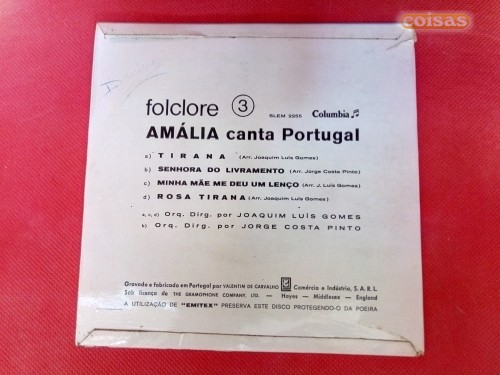 coisas
folclore 3
SLEM 2255 Columbia
AMÁLIA canta Portugal
a) TIRANA (Arr. Joaquim Luís Gomes)
b) SENHORA DO LIVRAMENTO (Arr. Jorge Costa Pinto)
c) MINHA MÃE ME DEU UM LENÇO (Arr. J. Luís Gomes)
d) ROSA TIRANA (Arr. Joaquim Luís Gomes)
a, c, d) Orq. Dirg. por JOAQUIM LUÍS GOMES
b) Orq. Dirg. por JORGE COSTA PINTO
Gravado e fabricado em Portugal por VALENTIM DE CARVALHO Comércio e Indústria, S.A.R.L.
Sob licença de THE GRAMOPHONE COMPANY, LTD. — Hayes — Middlesex — England
A UTILIZAÇÃO DE "EMITEX" PRESERVA ESTE DISCO PROTEGENDO-O DA POEIRA